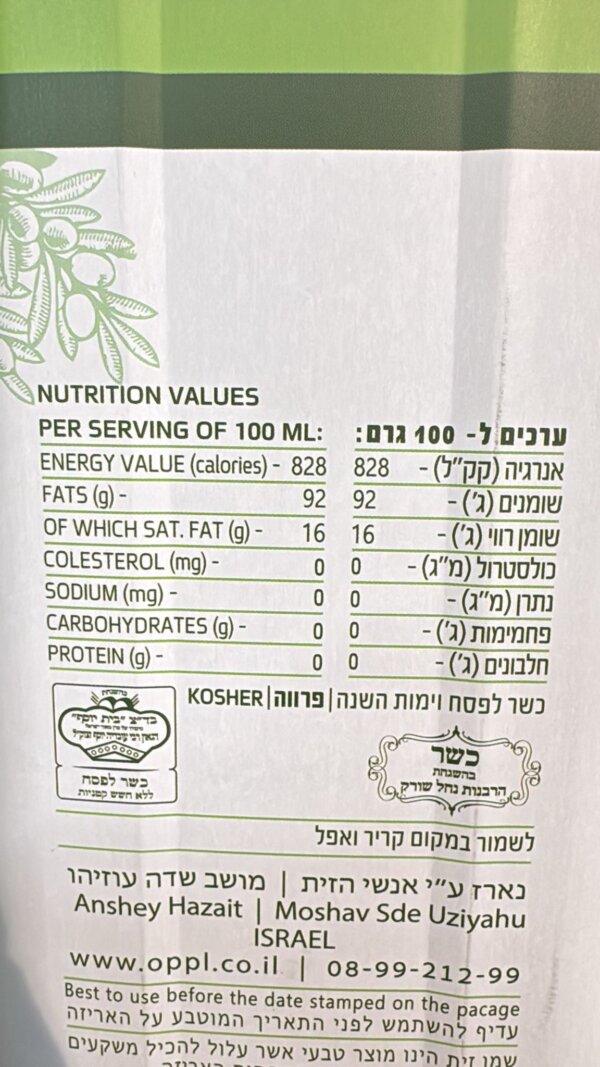 NUTRITION VALUES
PER SERVING OF 100 ML: ערכים ל- 100 גרם:
ENERGY VALUE (calories) - 828 828 אנרגיה (קק"ל) -
FATS (g) - 92 92 שומנים (ג') -
OF WHICH SAT. FAT (g) - 16 16 שומן רווי (ג') -
COLESTEROL (mg) - 0 0 כולסטרול (מ"ג) -
SODIUM (mg) - 0 0 נתרן (מ"ג) -
CARBOHYDRATES (g) - 0 0 פחמימות (ג') -
PROTEIN (g) - 0 0 חלבונים (ג') -
כשר לפסח וימות השנה|פרווה|KOSHER
בהשגחת
בד"צ "בית יוסף"
כשר לפסח
ללא חשש קטניות
כשר
בהשגחת
הרבנות נחל שורק
לשמור במקום קריר ואפל
נארז ע"י אנשי הזית | מושב שדה עוזיהו
Anshey Hazait | Moshav Sde Uziyahu
ISRAEL
www.oppl.co.il | 08-99-212-99
Best to use before the date stamped on the pacage
עדיף להשתמש לפני התאריך המוטבע על האריזה
שמן זית הינו מוצר טבעי אשר עלול להכיל משקעים